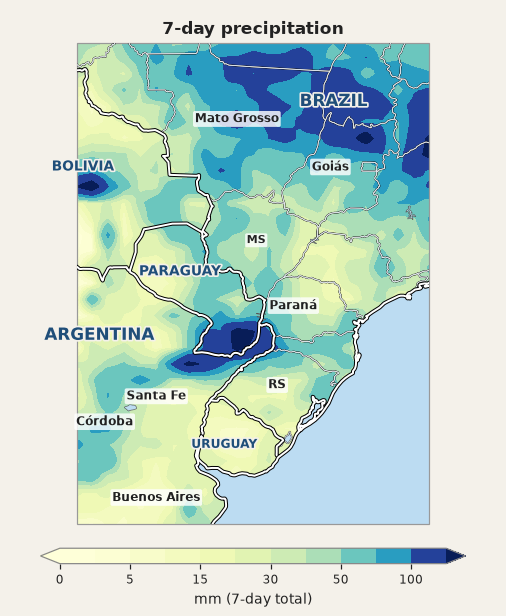 7-day precipitation
BRAZIL
Mato Grosso
BOLIVIA
Goiás
MS
PARAGUAY
Paraná
ARGENTINA
RS
Santa Fe
Córdoba
URUGUAY
Buenos Aires
0 5 15 30 50 100
mm (7-day total)